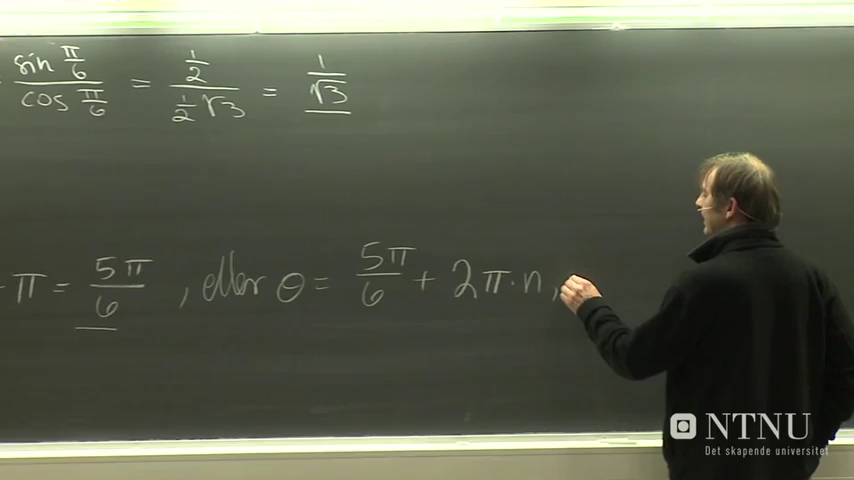 sin π/6 / cos π/6 = 1/2 / 1/2 √3 = 1/√3
π = 5π/6 , eller θ = 5π/6 + 2π·n,
NTNU
Det skapende universitet